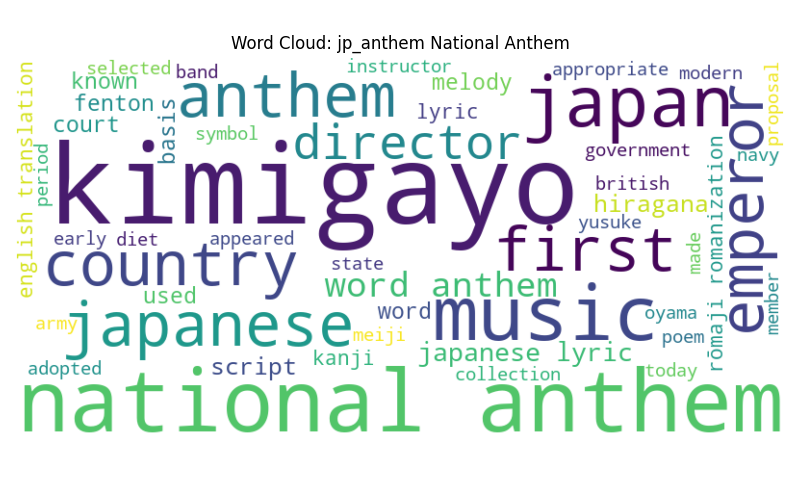 Word Cloud: jp_anthem National Anthem
selected
band
instructor
appropriate
modern
known
anthem
melody
japan
fenton
lyric
court
basis
symbol
director
government
proposal
navy
english translation
period
kimigayo
british
hiragana
yusuke
rōmaji romanization
emperor
early
diet
appeared
first
country
state
made
member
used
word anthem
music
army
japanese
meiji
word
oyama
poem
adopted
script
kanji
japanese lyric
collection
today
national anthem